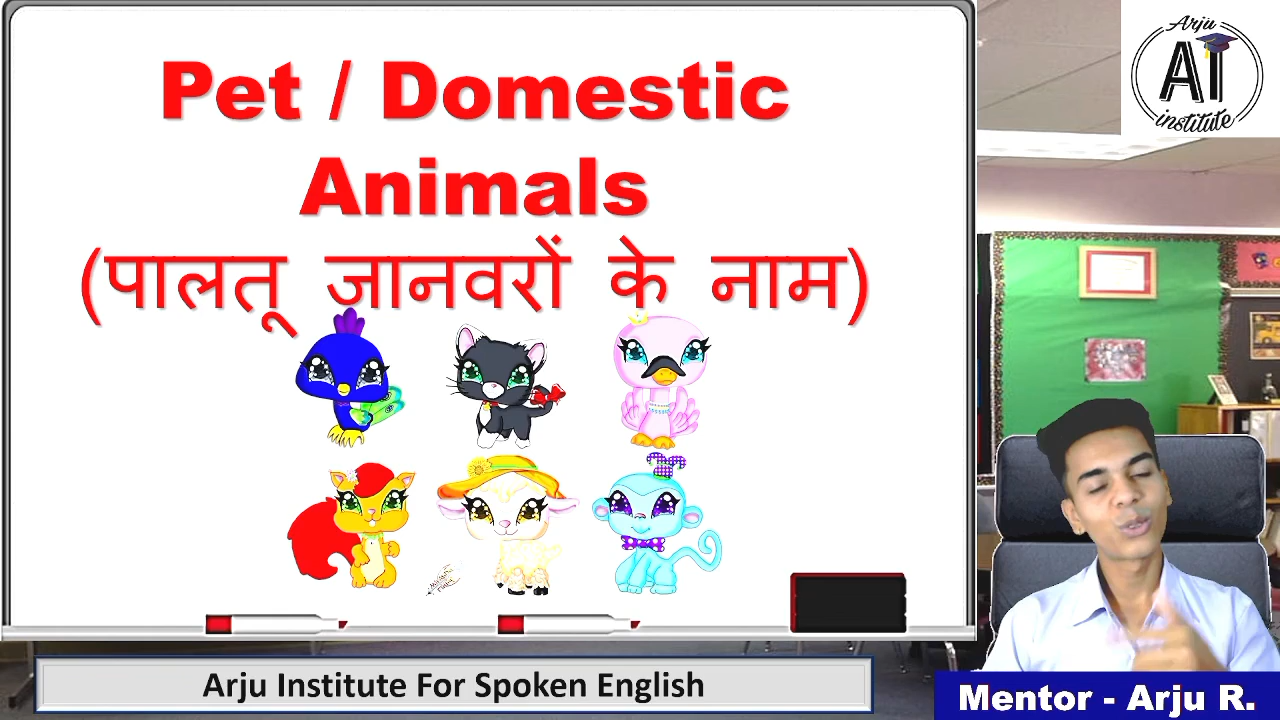 Pet / Domestic
Animals
(पालतू जानवरों के नाम)
Arju
AI
institute
Arju Institute For Spoken English
Mentor - Arju R.